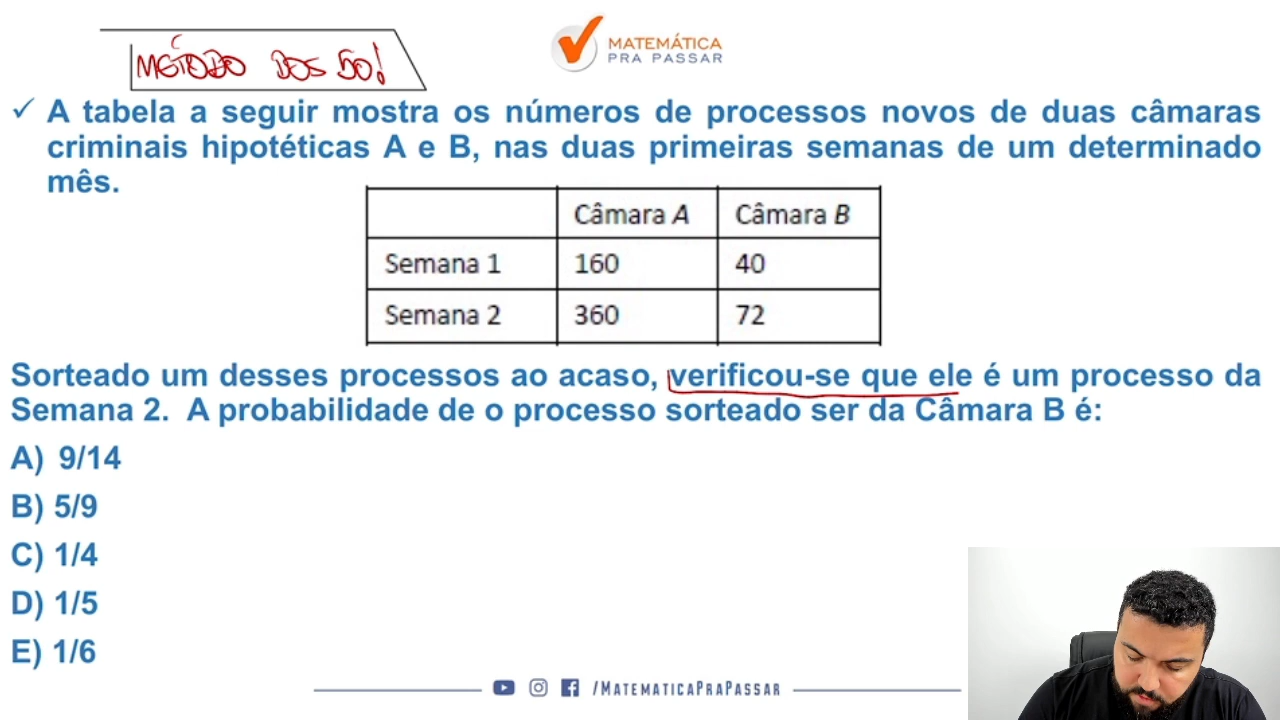 MÉTODO DOS 50!
MATEMÁTICA
PRA PASSAR
✓ A tabela a seguir mostra os números de processos novos de duas câmaras
criminais hipotéticas A e B, nas duas primeiras semanas de um determinado
mês.
Câmara A Câmara B
Semana 1 160 40
Semana 2 360 72
Sorteado um desses processos ao acaso, verificou-se que ele é um processo da
Semana 2. A probabilidade de o processo sorteado ser da Câmara B é:
A) 9/14
B) 5/9
C) 1/4
D) 1/5
E) 1/6
/MATEMATICAPRAPASSAR